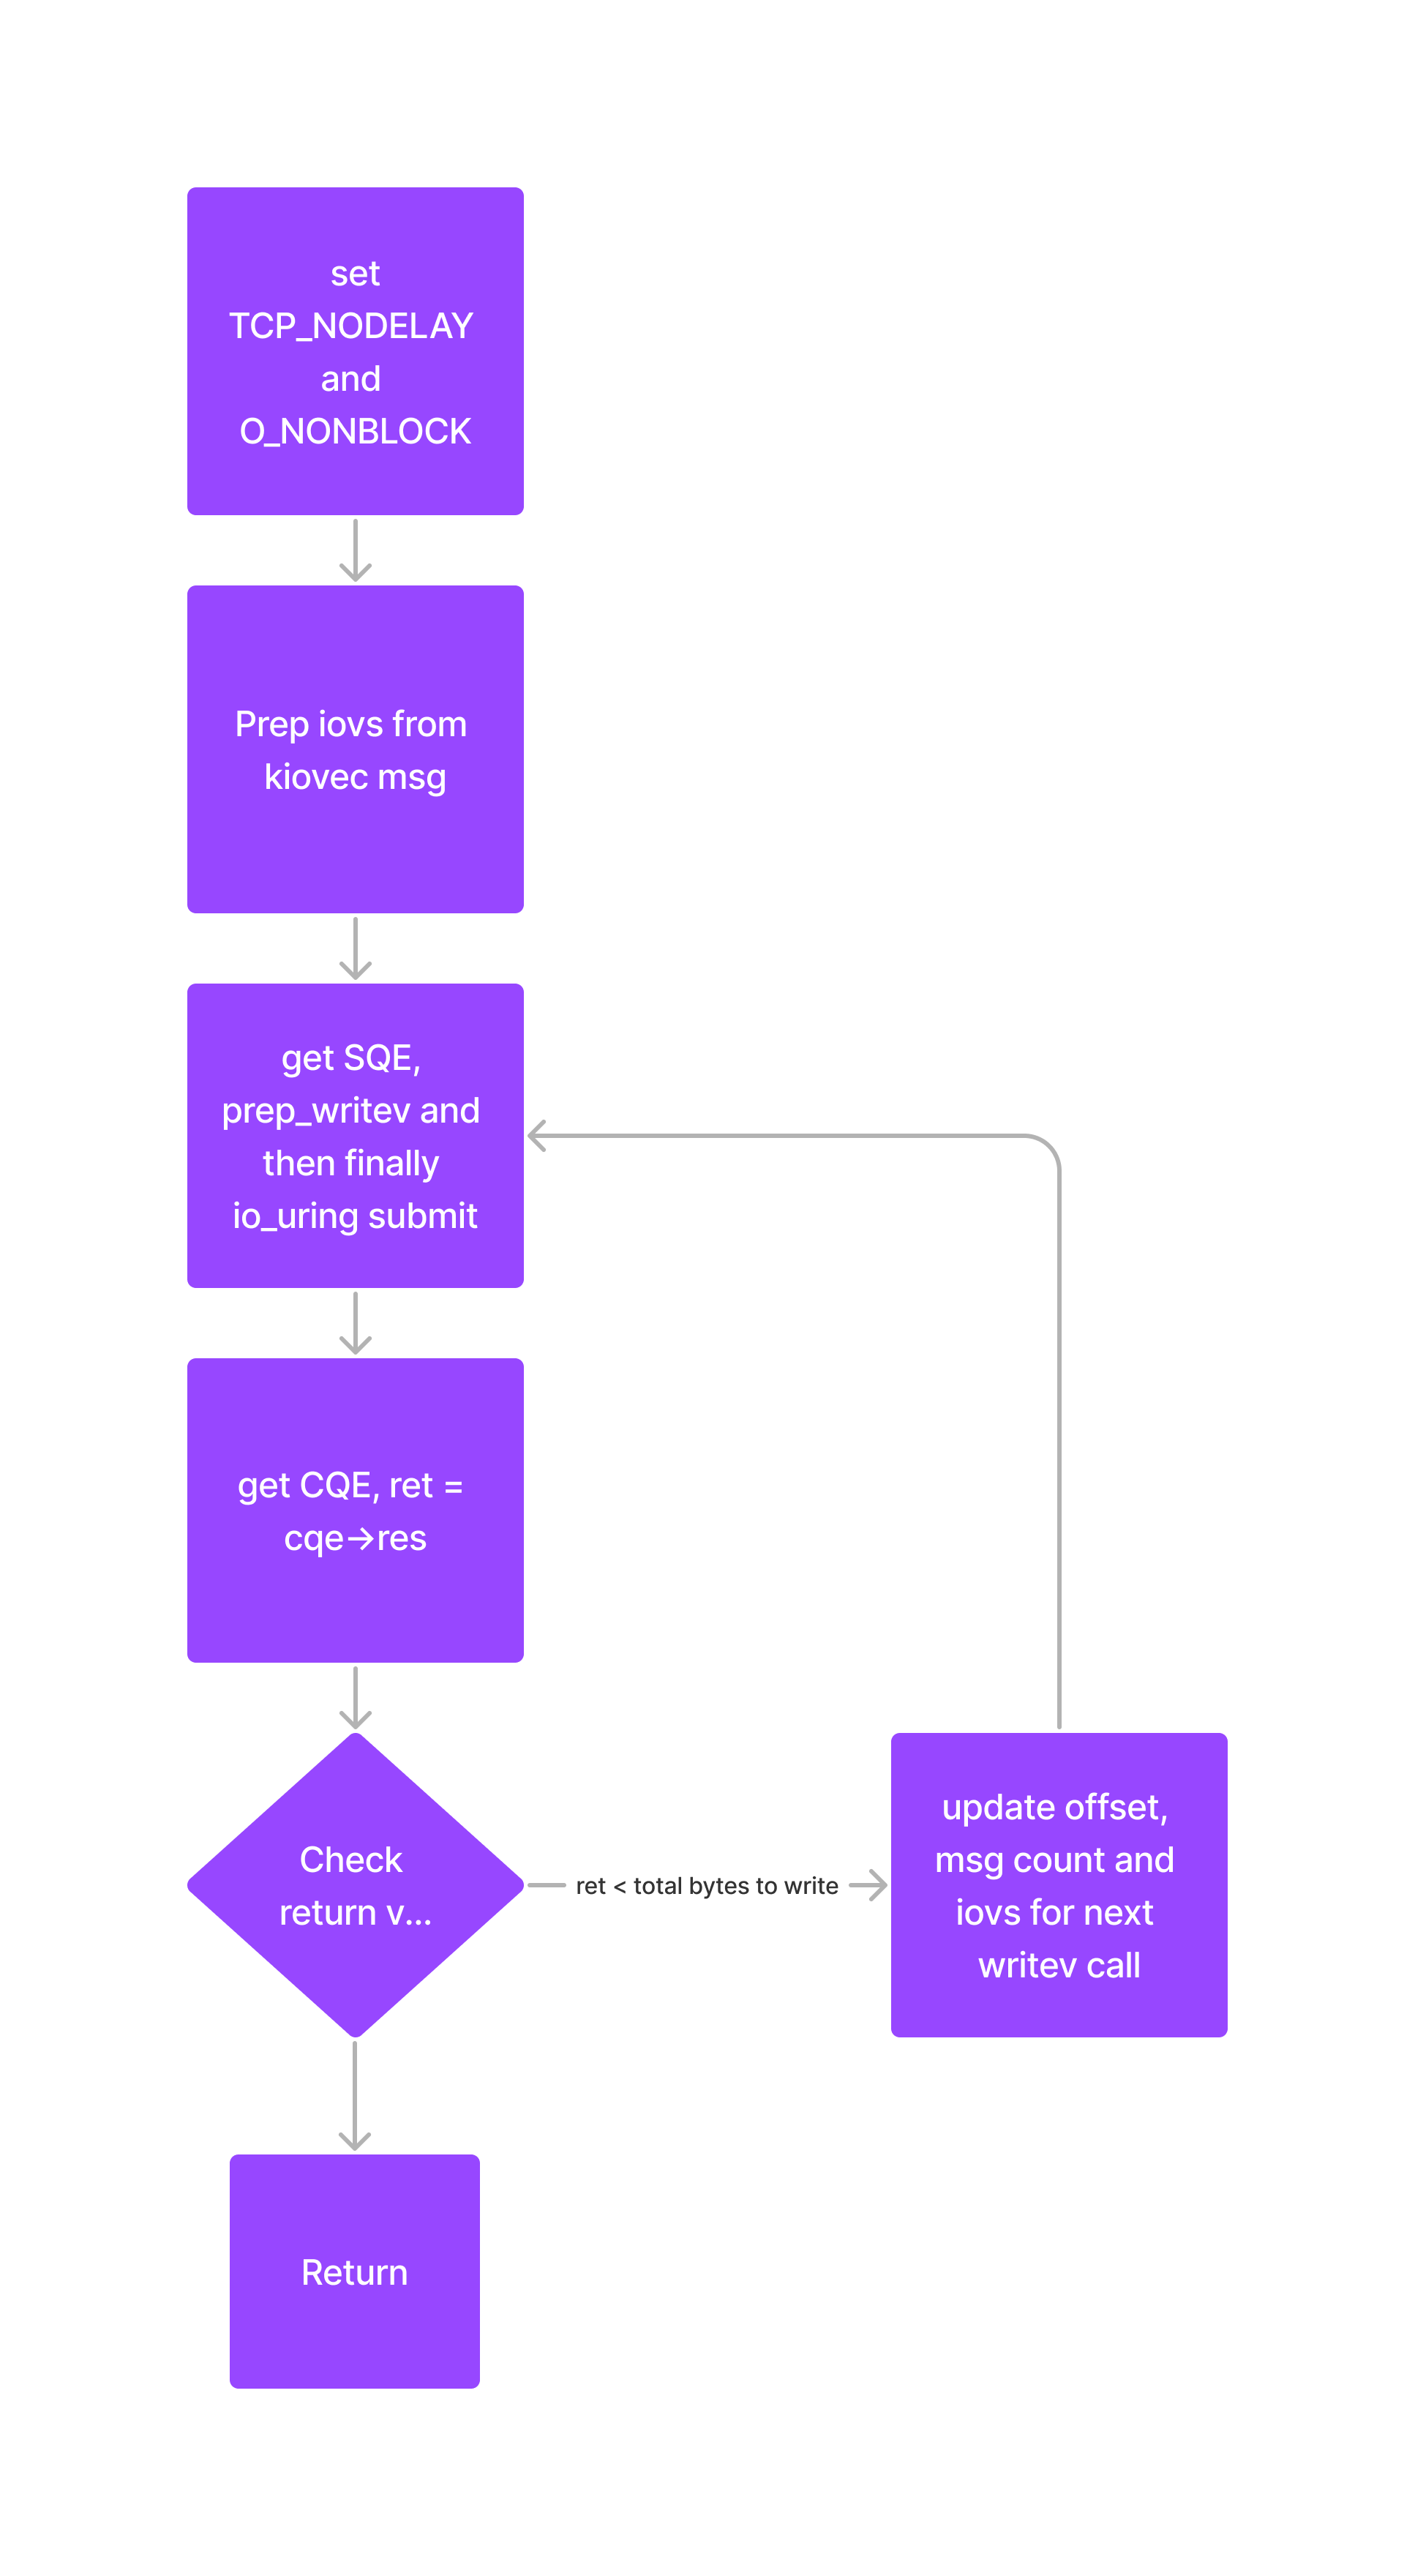 set
TCP_NODELAY
and
O_NONBLOCK
Prep iovs from
kiovec msg
get SQE,
prep_writev and
then finally
io_uring submit
get CQE, ret =
cqe→res
Check
return v...
ret < total bytes to write
update offset,
msg count and
iovs for next
writev call
Return